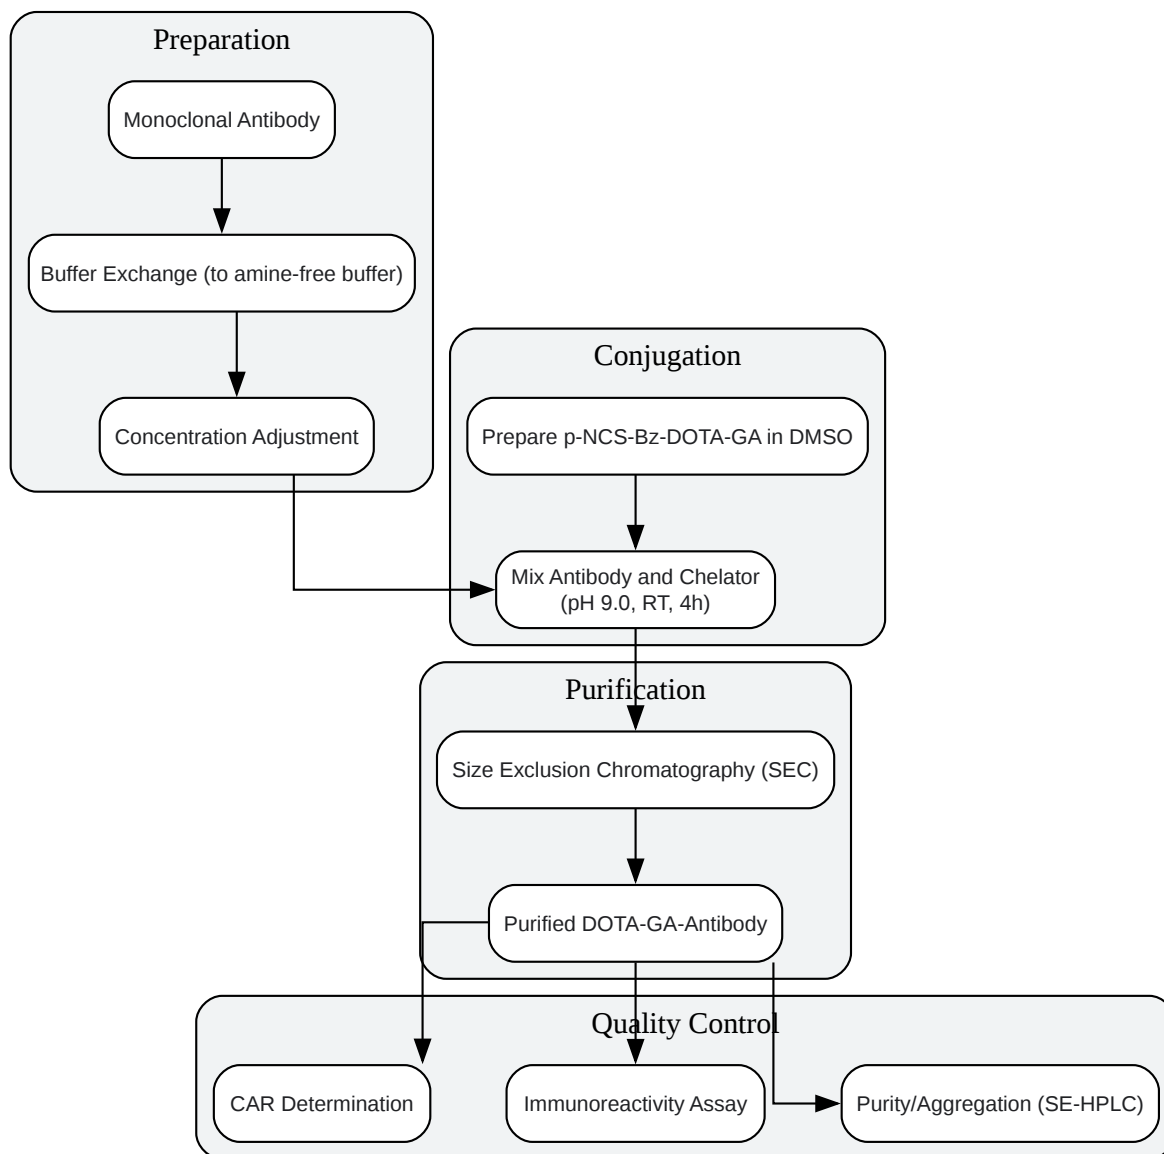 Preparation
Monoclonal Antibody
Buffer Exchange (to amine-free buffer)
Concentration Adjustment
Conjugation
Prepare p-NCS-Bz-DOTA-GA in DMSO
Mix Antibody and Chelator
(pH 9.0, RT, 4h)
Purification
Size Exclusion Chromatography (SEC)
Purified DOTA-GA-Antibody
Quality Control
CAR Determination
Immunoreactivity Assay
Purity/Aggregation (SE-HPLC)